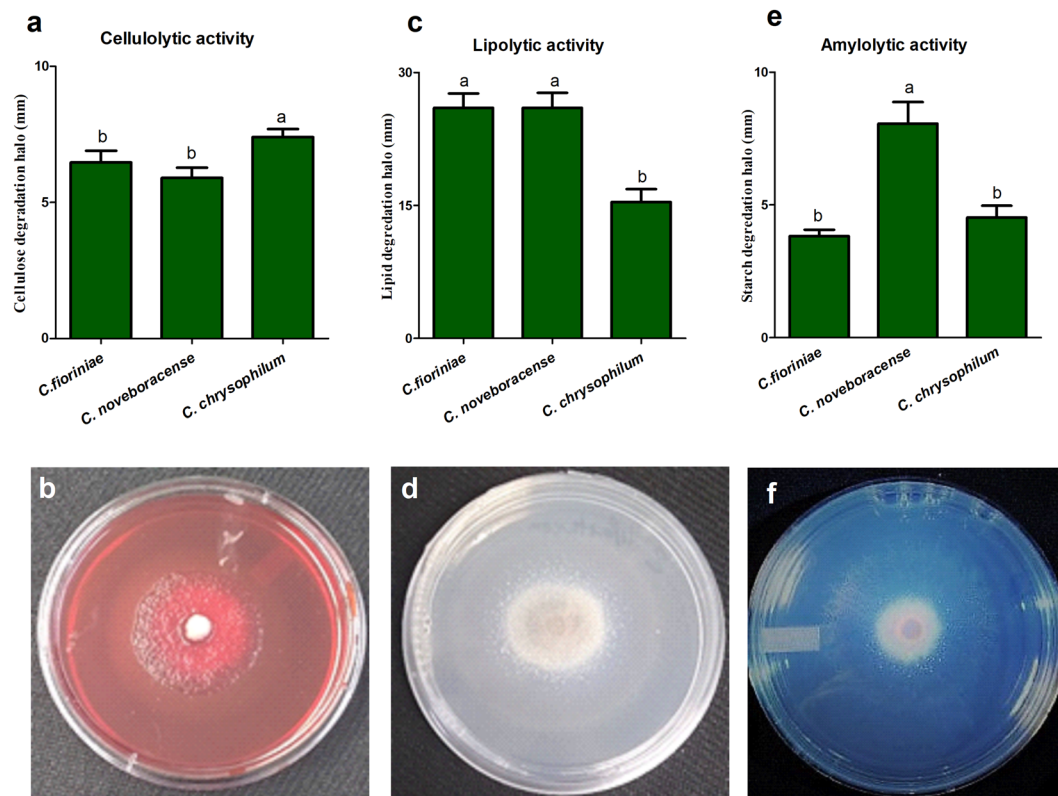 a
Cellulolytic activity
Cellulose degradation halo (mm)
10
5
0
b
b
a
C.fioriniae
C. noveboracense
C. chrysophilum
c
Lipolytic activity
Lipid degredation halo (mm)
30
15
0
a
a
b
C.fioriniae
C. noveboracense
C. chrysophilum
e
Amylolytic activity
Starch degredation halo (mm)
10
5
0
b
a
b
C.fioriniae
C. noveboracense
C. chrysophilum
b
d
f